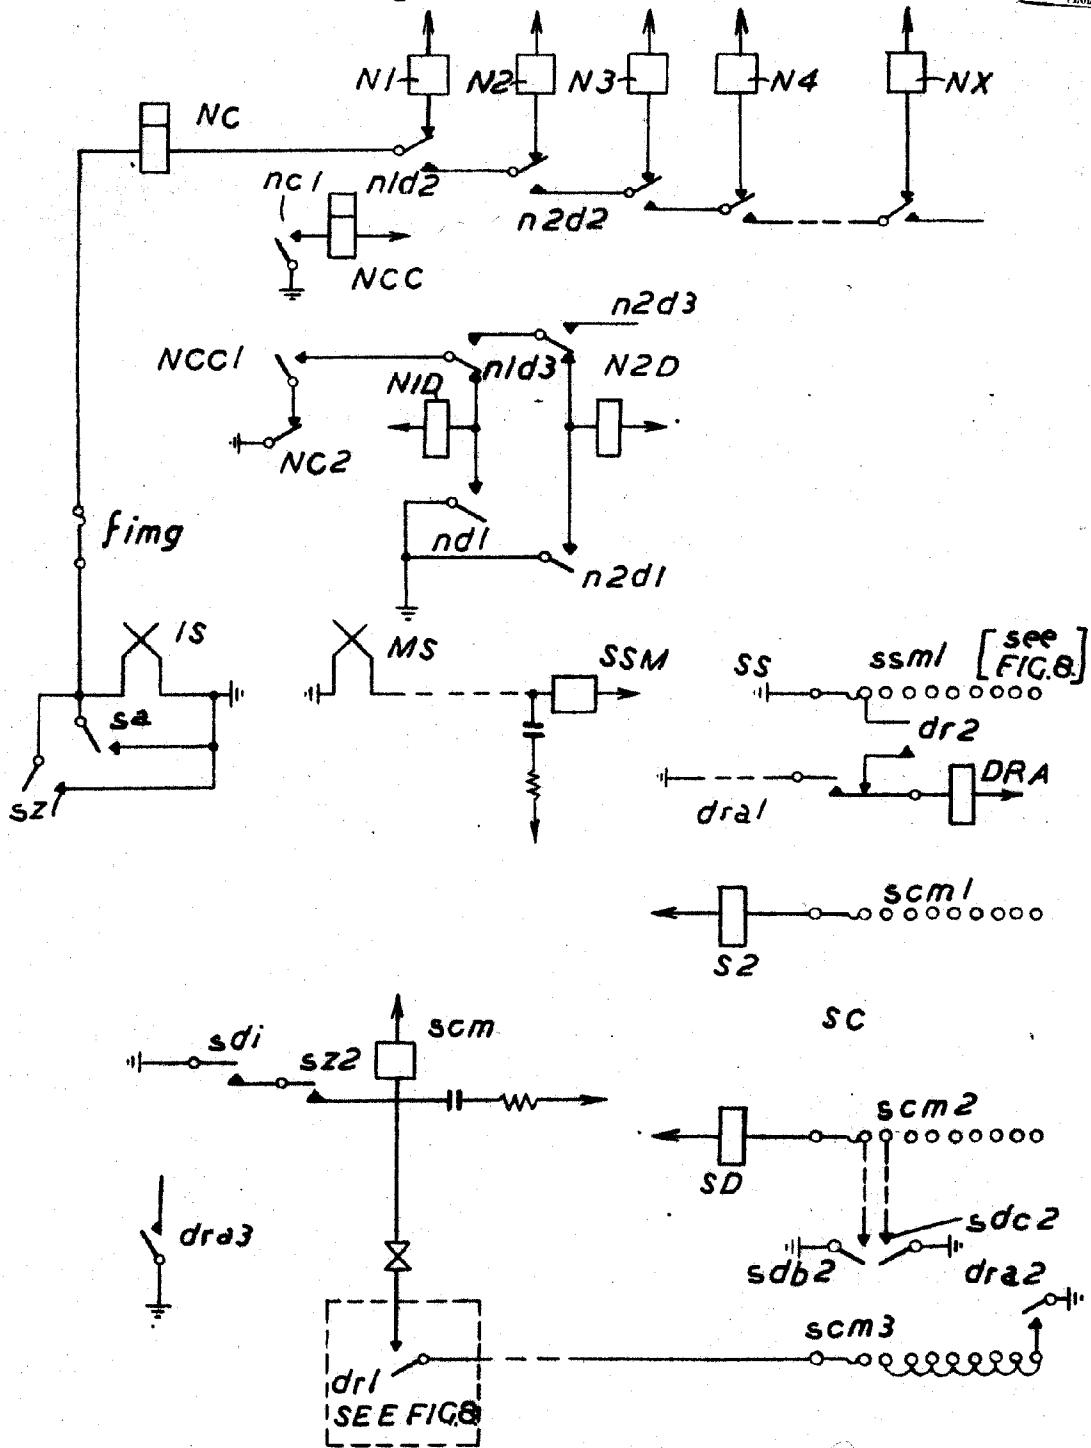 N1 N2 N3 N4 NX
NC
nc1 n1d2
n2d2
NCC
n2d3
NCC1 n1d3 N2D
N1D
NC2
fimg nd1
n2d1
1S MS SSM SS ssm1 [see
FIG.8.]
sa dr2
DRA
sz1 dra1
scm1
S2
SC
sdi sz2 scm
scm2
SD
dra3 sdc2
sdb2 dra2
scm3
dr1
SEE FIG.8